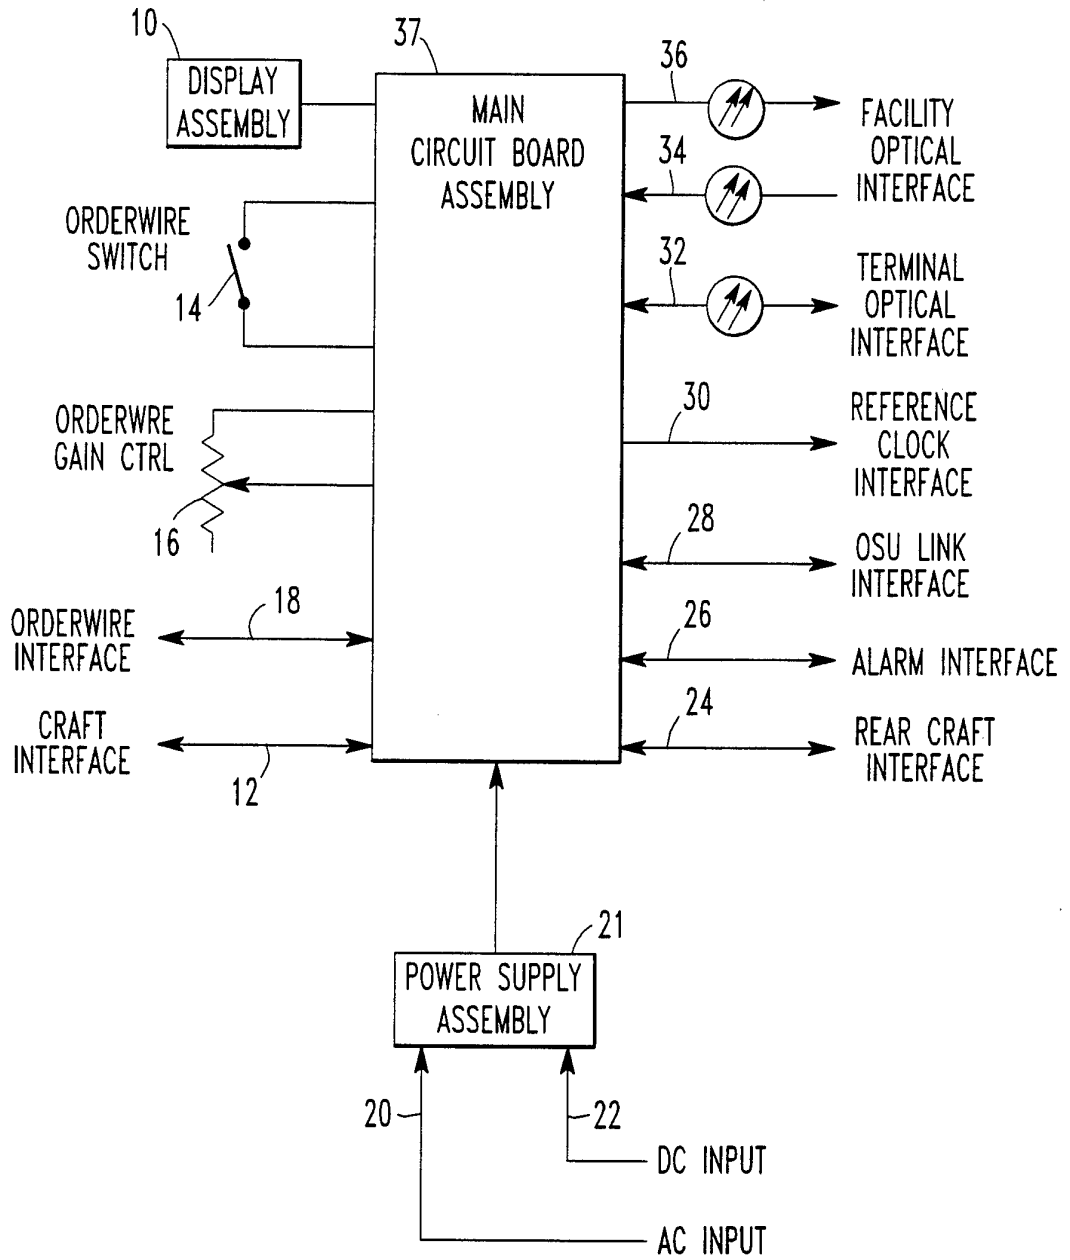 10
DISPLAY
ASSEMBLY
37
MAIN
CIRCUIT BOARD
ASSEMBLY
36
FACILITY
OPTICAL
INTERFACE
34
ORDERWIRE
SWITCH
14
32
TERMINAL
OPTICAL
INTERFACE
ORDERWRE
GAIN CTRL
16
30
REFERENCE
CLOCK
INTERFACE
28
OSU LINK
INTERFACE
18
ORDERWIRE
INTERFACE
26
ALARM INTERFACE
CRAFT
INTERFACE
12
24
REAR CRAFT
INTERFACE
21
POWER SUPPLY
ASSEMBLY
20
22
DC INPUT
AC INPUT